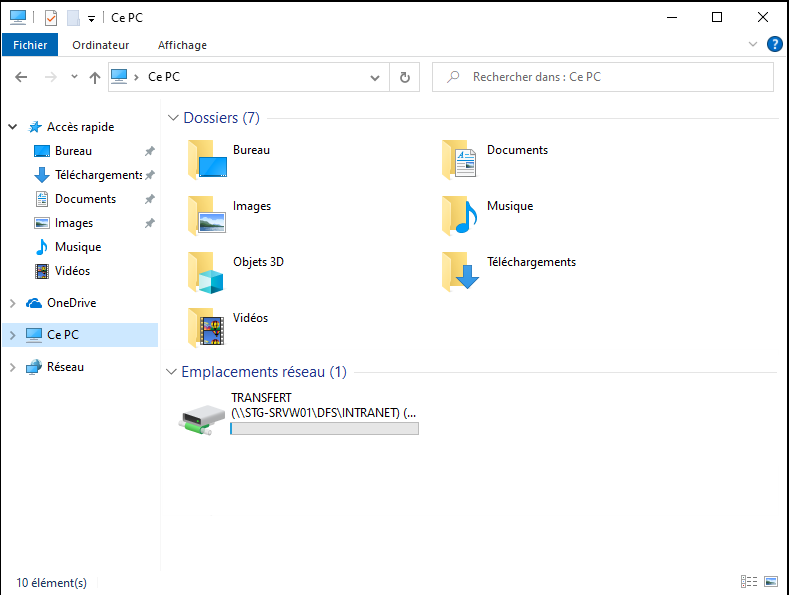 Ce PC
Fichier
Ordinateur
Affichage
?
Ce PC
Rechercher dans : Ce PC
Accès rapide
Bureau
Téléchargements
Documents
Images
Musique
Vidéos
OneDrive
Ce PC
Réseau
Dossiers (7)
Bureau
Documents
Images
Musique
Objets 3D
Téléchargements
Vidéos
Emplacements réseau (1)
TRANSFERT
(\\STG-SRVW01\DFS\INTRANET) (...
10 élément(s)